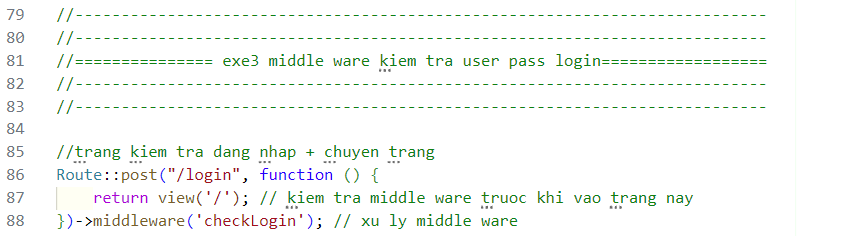 79 //--------------------------------------------------------------------------
80 //--------------------------------------------------------------------------
81 //=============== exe3 middle ware kiem tra user pass login==================
82 //--------------------------------------------------------------------------
83 //--------------------------------------------------------------------------
84
85 //trang kiem tra dang nhap + chuyen trang
86 Route::post("/login", function () {
87     return view('/'); // kiem tra middle ware truoc khi vao trang nay
88 })->middleware('checkLogin'); // xu ly middle ware